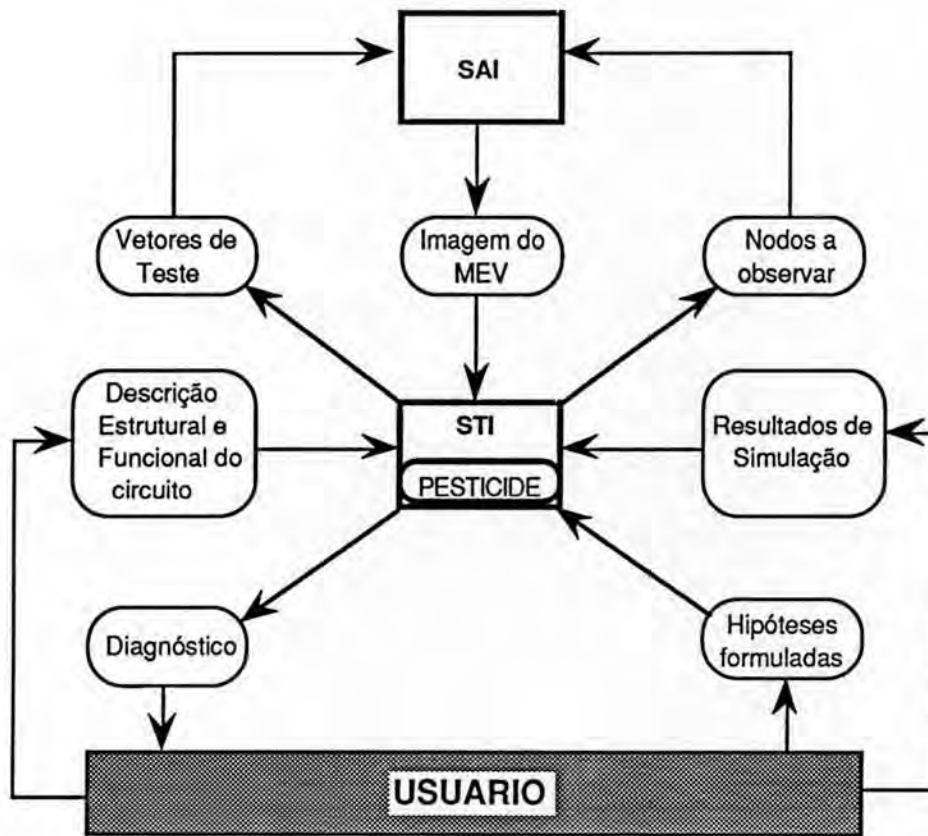 SAI
Vetores de
Teste
Imagem do
MEV
Nodos a
observar
Descrição
Estrutural e
Funcional do
circuito
STI
PESTICIDE
Resultados de
Simulação
Diagnóstico
Hipóteses
formuladas
USUARIO